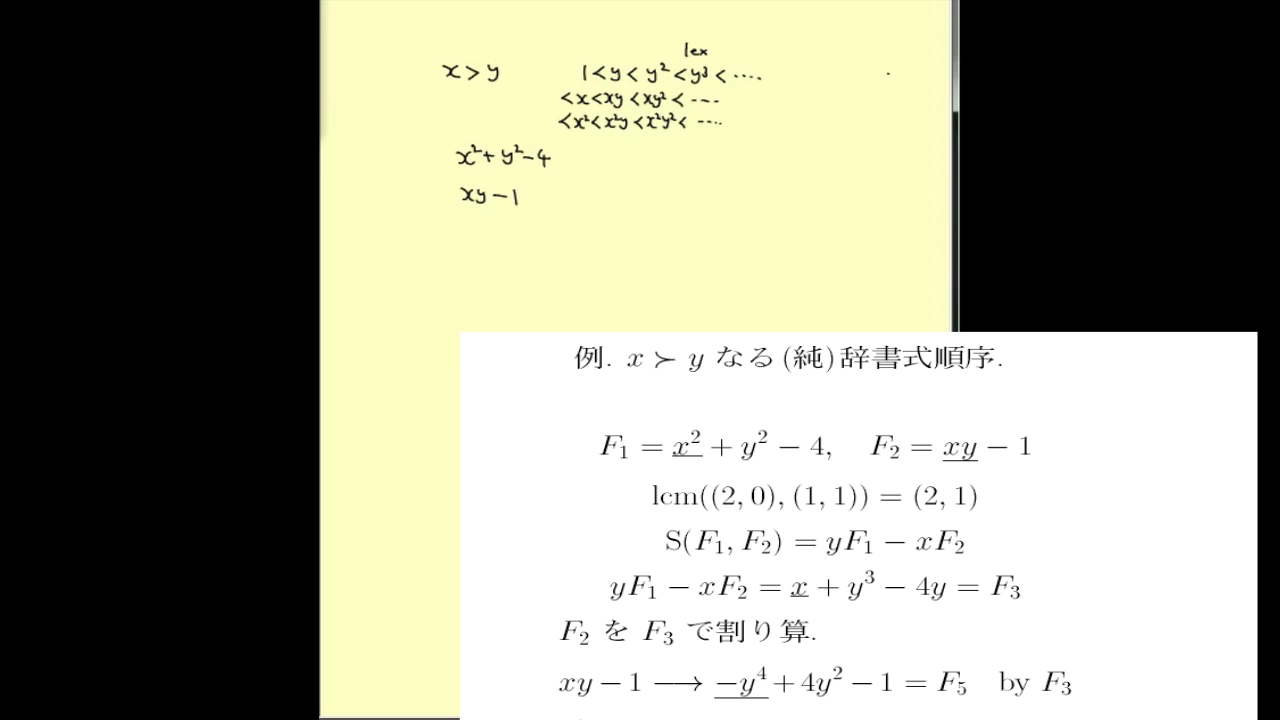 lex
x > y 1 < y < y² < y³ < ····
< x < xy < xy² < ----
< x² < x²y < x²y² < ----
x² + y² - 4
xy - 1
例. x ≻ y なる (純) 辞書式順序.
F₁ = x² + y² − 4, F₂ = xy − 1
lcm((2, 0), (1, 1)) = (2, 1)
S(F₁, F₂) = yF₁ − xF₂
yF₁ − xF₂ = x + y³ − 4y = F₃
F₂ を F₃ で割り算.
xy − 1 ⟶ −y⁴ + 4y² − 1 = F₅ by F₃